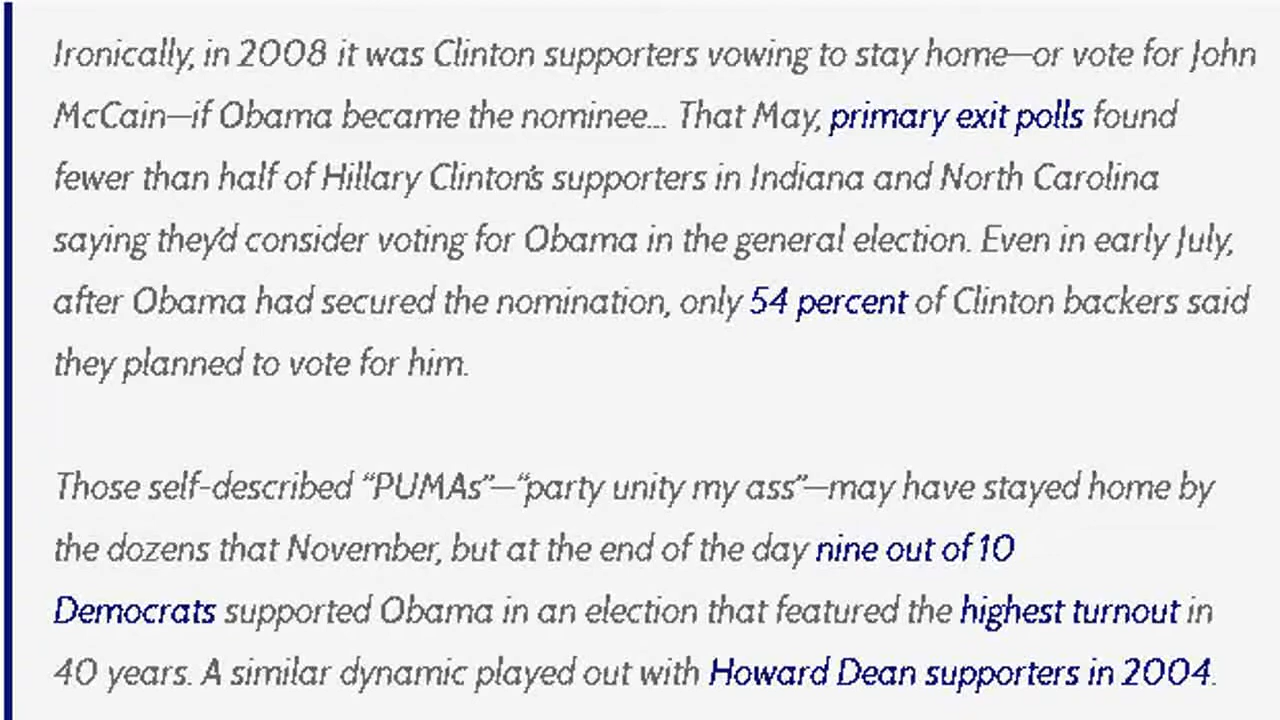 Ironically, in 2008 it was Clinton supporters vowing to stay home—or vote for John
McCain—if Obama became the nominee... That May, primary exit polls found
fewer than half of Hillary Clinton's supporters in Indiana and North Carolina
saying they'd consider voting for Obama in the general election. Even in early July,
after Obama had secured the nomination, only 54 percent of Clinton backers said
they planned to vote for him.
Those self-described “PUMAs”—“party unity my ass”—may have stayed home by
the dozens that November, but at the end of the day nine out of 10
Democrats supported Obama in an election that featured the highest turnout in
40 years. A similar dynamic played out with Howard Dean supporters in 2004.